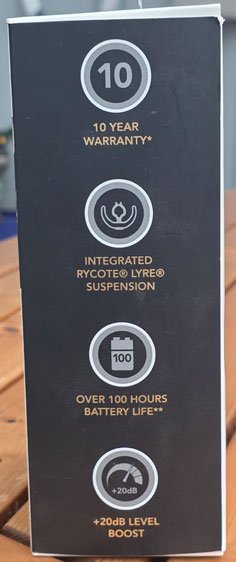 10
10 YEAR
WARRANTY*
INTEGRATED
RYCOTE® LYRE®
SUSPENSION
100
OVER 100 HOURS
BATTERY LIFE**
+20dB
+20dB LEVEL
BOOST